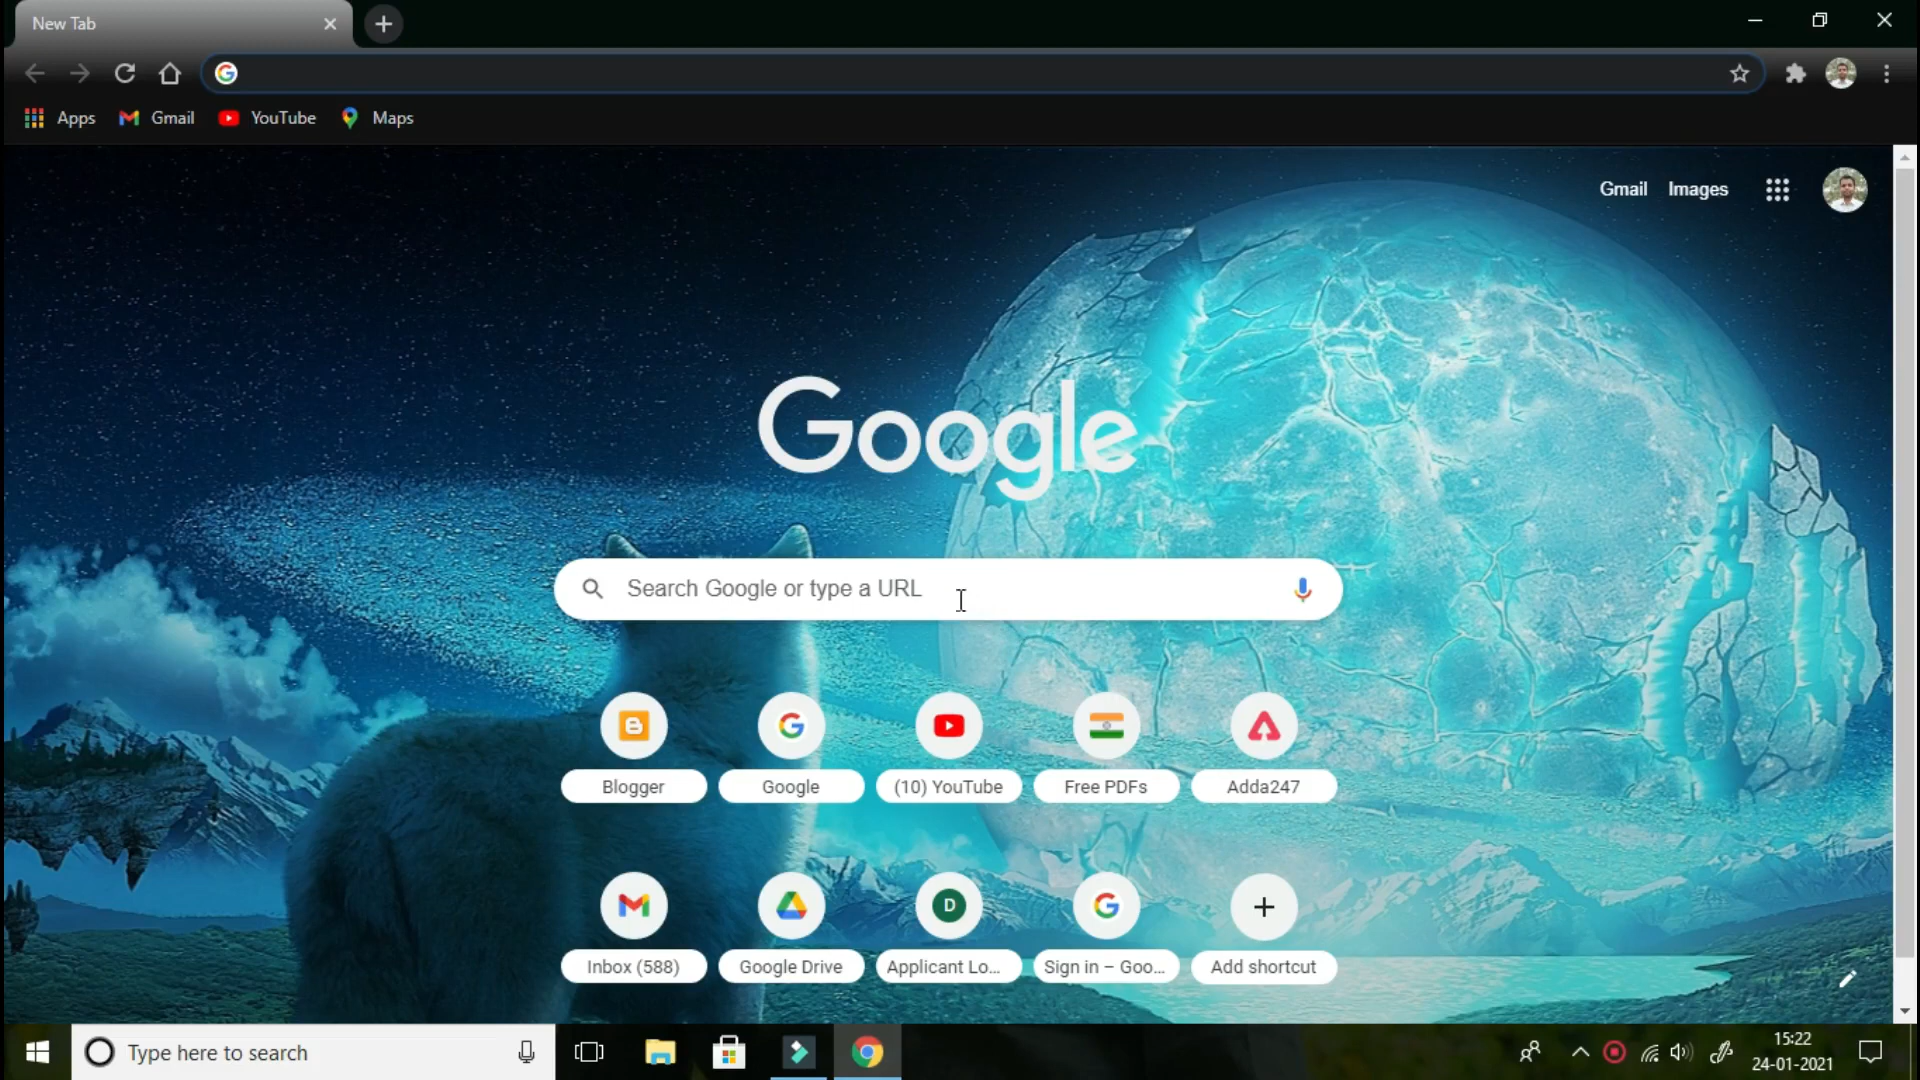 New Tab
Apps Gmail YouTube Maps
Gmail Images
Google
Search Google or type a URL
Blogger Google (10) YouTube Free PDFs Adda247
D
Inbox (588) Google Drive Applicant Lo... Sign in – Goo... Add shortcut
Type here to search
15:22
24-01-2021